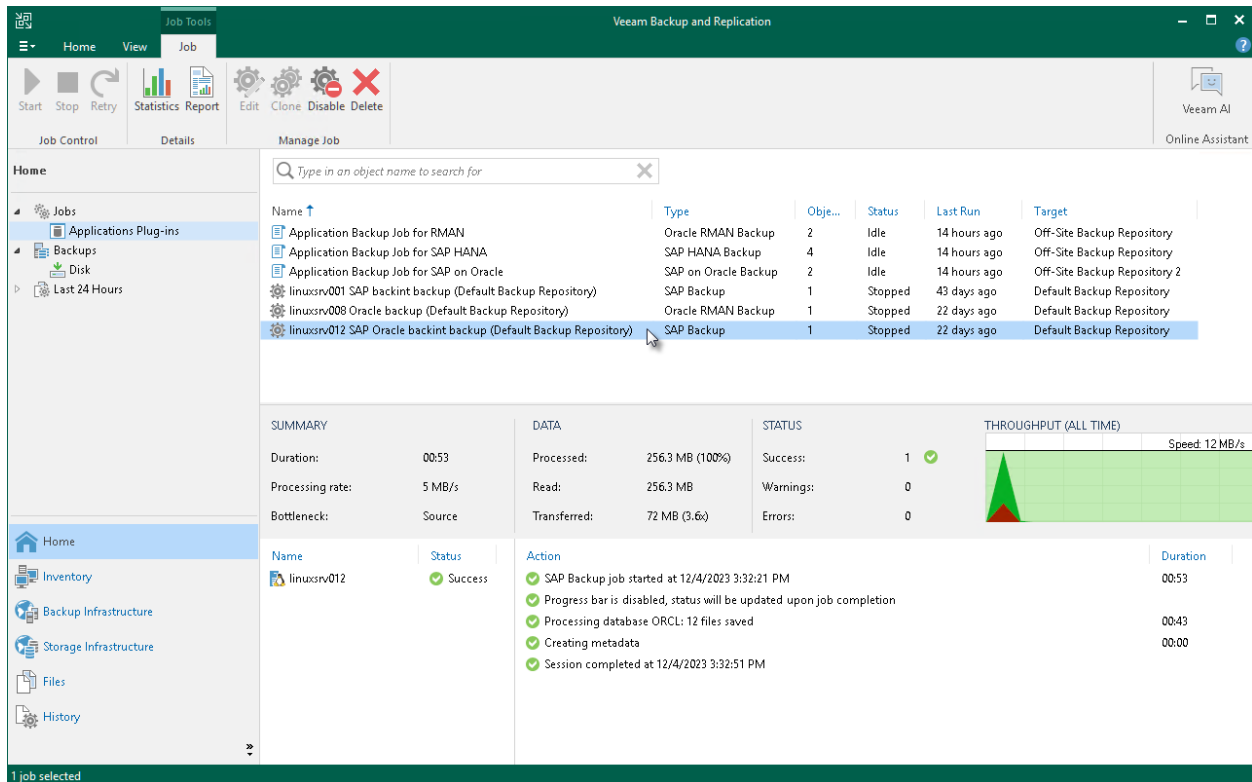 Job Tools
Veeam Backup and Replication
Home View Job
Start Stop Retry Statistics Report Edit Clone Disable Delete Veeam AI
Job Control Details Manage Job Online Assistant
Home
Type in an object name to search for
Jobs
Applications Plug-ins
Backups
Disk
Last 24 Hours
Name Type Obje... Status Last Run Target
Application Backup Job for RMAN Oracle RMAN Backup 2 Idle 14 hours ago Off-Site Backup Repository
Application Backup Job for SAP HANA SAP HANA Backup 4 Idle 14 hours ago Off-Site Backup Repository
Application Backup Job for SAP on Oracle SAP on Oracle Backup 2 Idle 14 hours ago Off-Site Backup Repository 2
linuxsrv001 SAP backint backup (Default Backup Repository) SAP Backup 1 Stopped 43 days ago Default Backup Repository
linuxsrv008 Oracle backup (Default Backup Repository) Oracle RMAN Backup 1 Stopped 22 days ago Default Backup Repository
linuxsrv012 SAP Oracle backint backup (Default Backup Repository) SAP Backup 1 Stopped 22 days ago Default Backup Repository
SUMMARY DATA STATUS THROUGHPUT (ALL TIME)
Speed: 12 MB/s
Duration: 00:53 Processed: 256.3 MB (100%) Success: 1
Processing rate: 5 MB/s Read: 256.3 MB Warnings: 0
Bottleneck: Source Transferred: 72 MB (3.6x) Errors: 0
Home
Inventory
Backup Infrastructure
Storage Infrastructure
Files
History
Name Status Action Duration
linuxsrv012 Success SAP Backup job started at 12/4/2023 3:32:21 PM 00:53
Progress bar is disabled, status will be updated upon job completion
Processing database ORCL: 12 files saved 00:43
Creating metadata 00:00
Session completed at 12/4/2023 3:32:51 PM
1 job selected